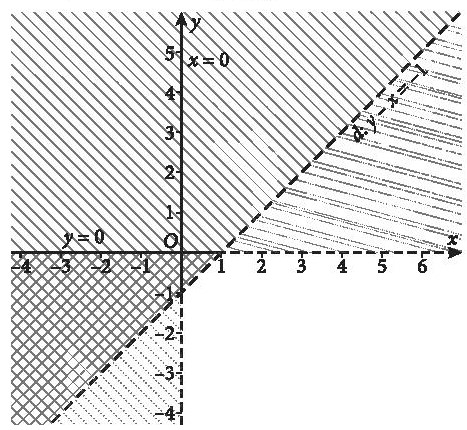 y
5
x = 0
4
d: y = x – 1
3
2
1
y = 0
O
x
–4 –3 –2 –1 1 2 3 4 5 6
–1
–2
–3
–4